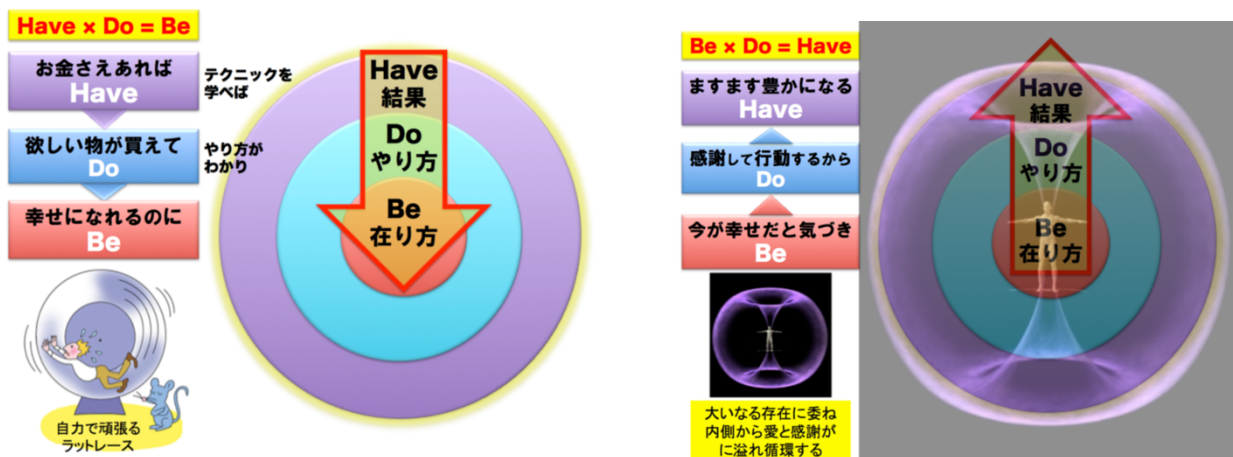 Have × Do = Be
お金さえあれば
Have
テクニックを
学べば
欲しい物が買えて
Do
やり方が
わかり
幸せになれるのに
Be
自力で頑張る
ラットレース
Have
結果
Do
やり方
Be
在り方
Be × Do = Have
ますます豊かになる
Have
感謝して行動するから
Do
今が幸せだと気づき
Be
大いなる存在に委ね
内側から愛と感謝が
に溢れ循環する
Have
結果
Do
やり方
Be
在り方